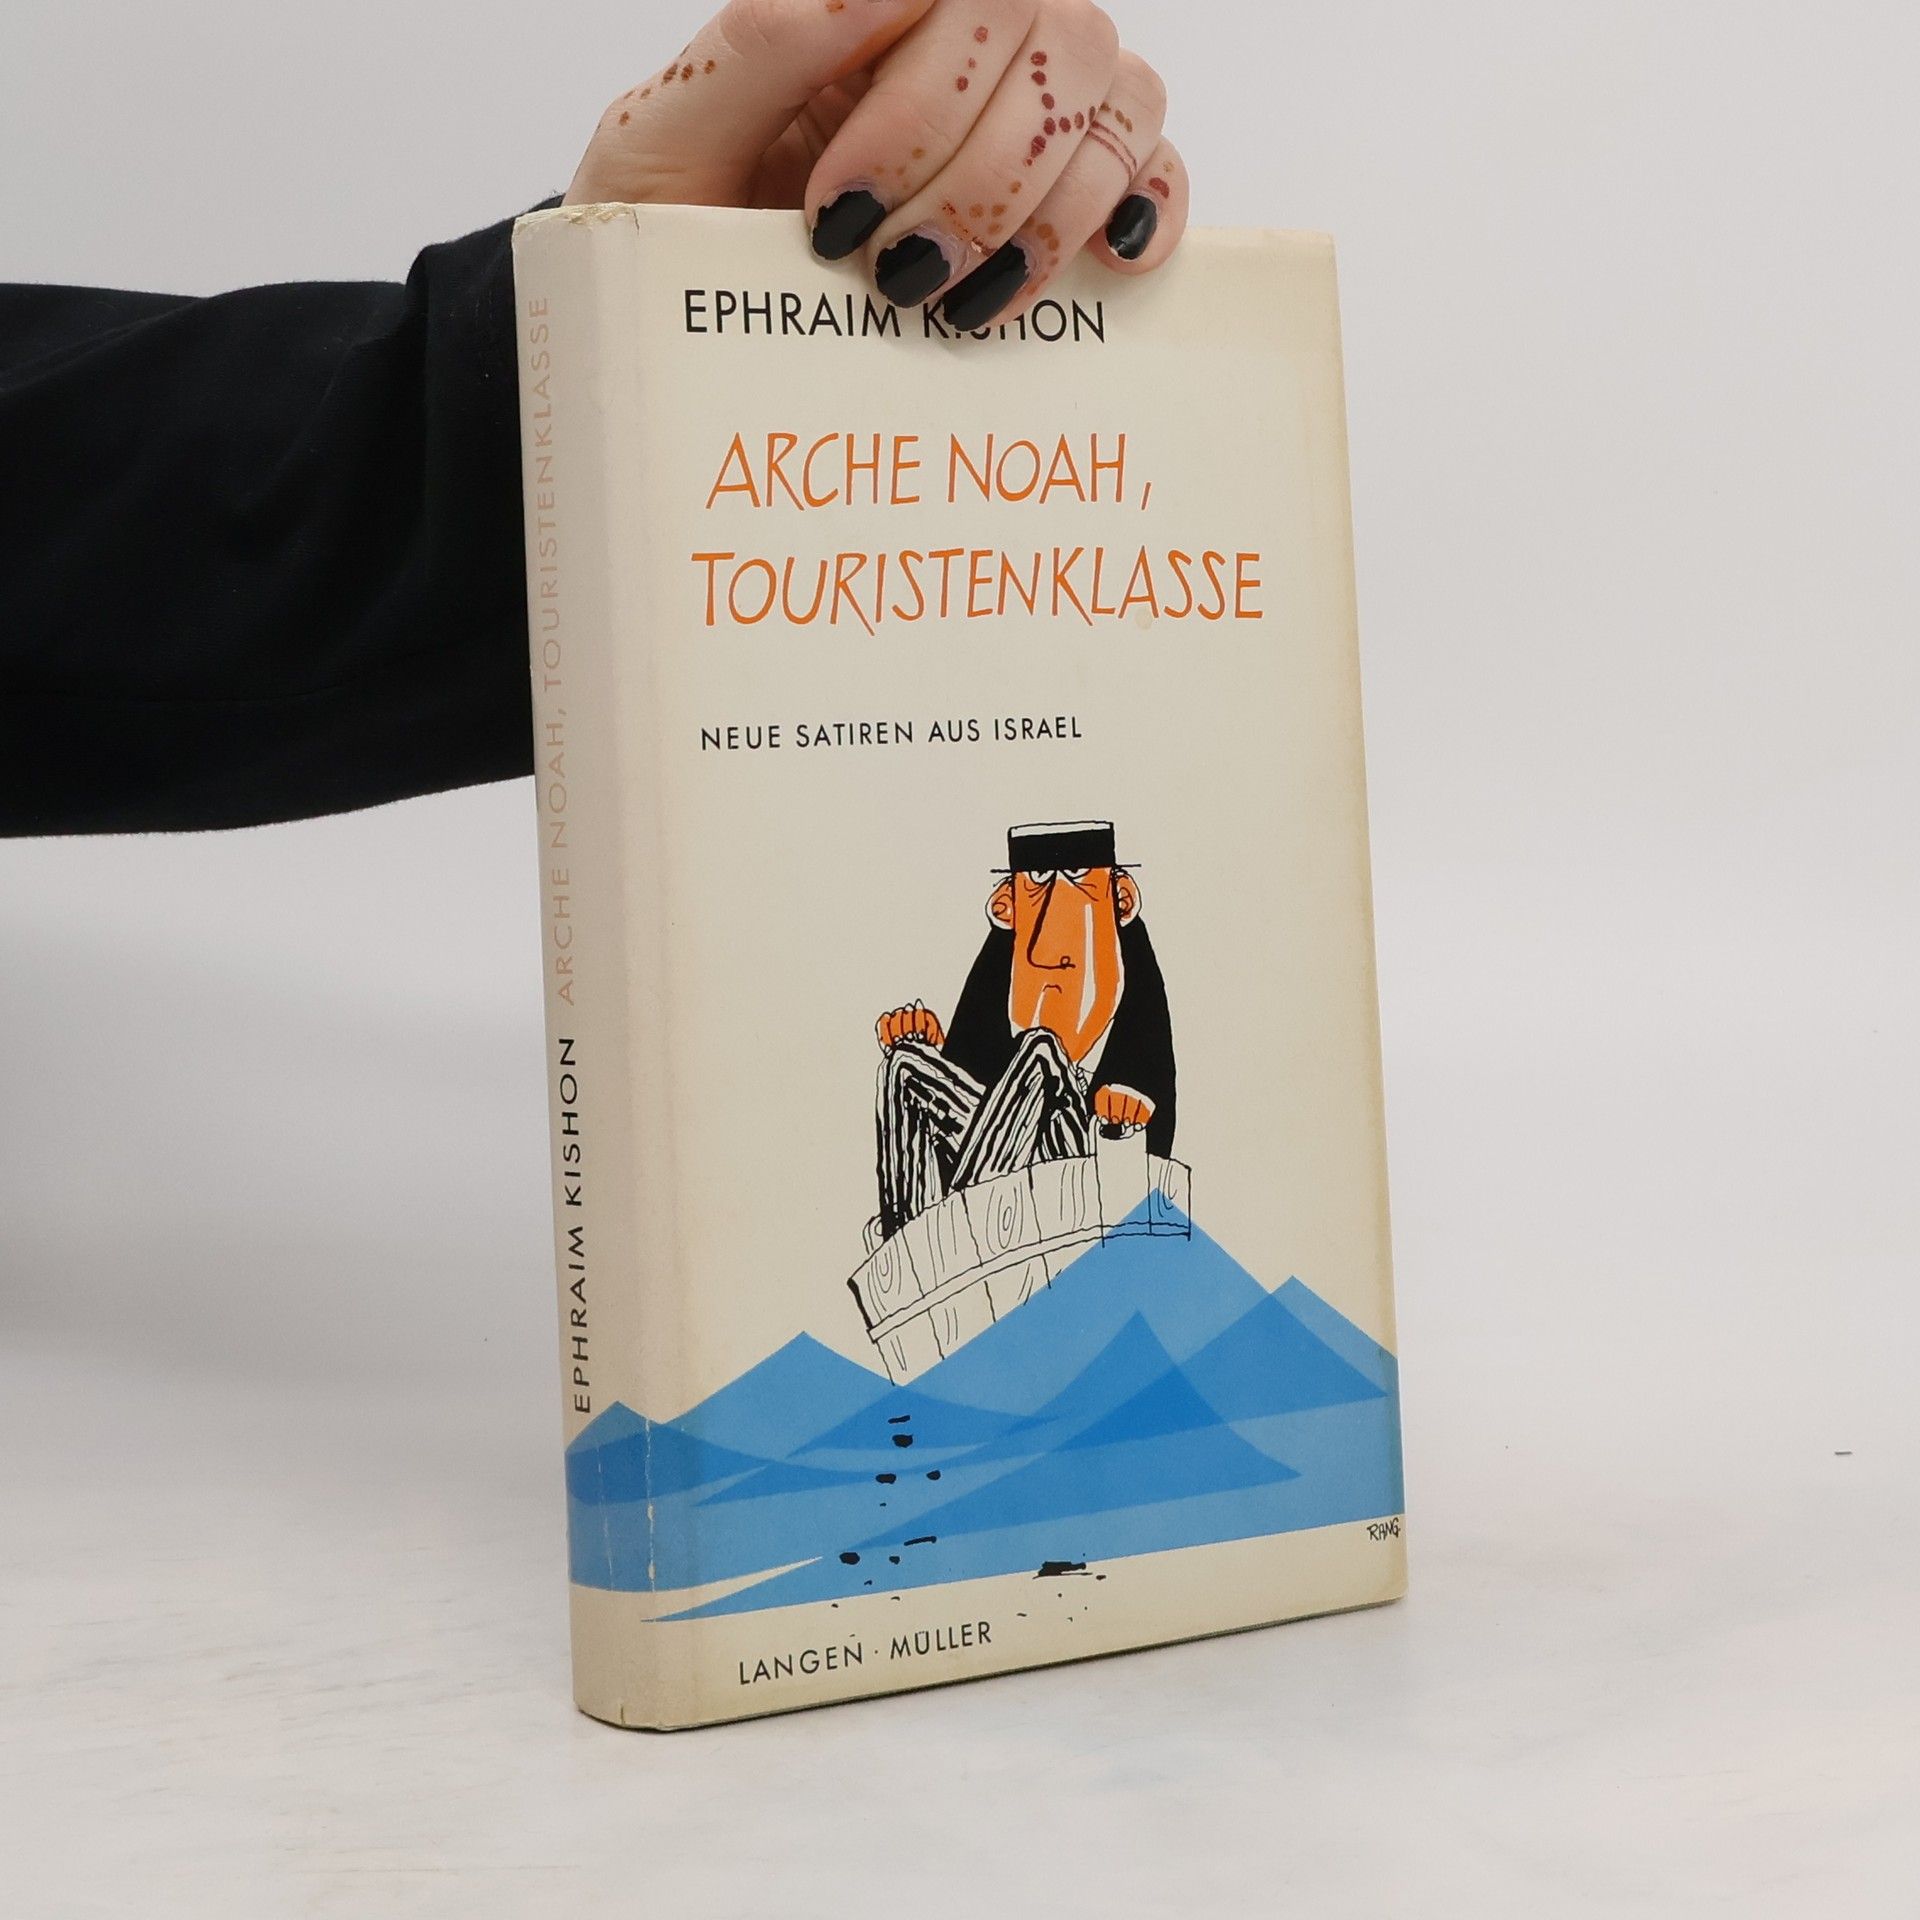 EPHRAIM KISHON
ARCHE NOAH,
TOURISTENKLASSE
NEUE SATIREN AUS ISRAEL
RANG.
LANGEN · MÜLLER
EPHRAIM KISHON ARCHE NOAH, TOURISTENKLASSE